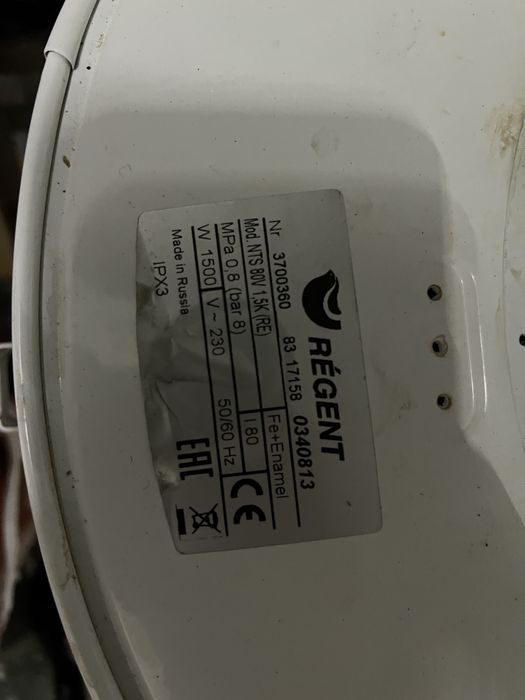 RÉGENT
Nr 3700360 83 17158 0340813
Mod. NTS 80V 1,5K (RE) Fe+Enamel
MPa 0,8 (bar 8) l 80
W 1500 V ~ 230 50/60 Hz
CE
Made in Russia
EAC
IPX3